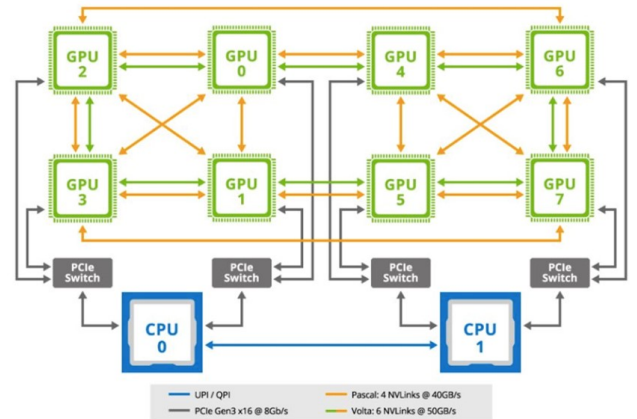 GPU
2
GPU
0
GPU
4
GPU
6
GPU
3
GPU
1
GPU
5
GPU
7
PCIe
Switch
PCIe
Switch
PCIe
Switch
PCIe
Switch
CPU
0
CPU
1
UPI / QPI
Pascal: 4 NVLinks @ 40GB/s
PCIe Gen3 x16 @ 8Gb/s
Volta: 6 NVLinks @ 50GB/s